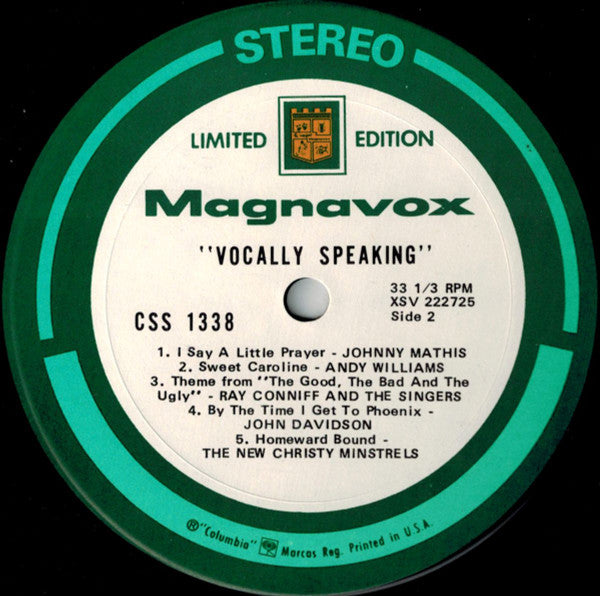 STEREO
LIMITED EDITION
Magnavox
"VOCALLY SPEAKING"
33 1/3 RPM
XSV 222725
CSS 1338
Side 2
1. I Say A Little Prayer - JOHNNY MATHIS
2. Sweet Caroline - ANDY WILLIAMS
3. Theme from "The Good, The Bad And The
Ugly" - RAY CONNIFF AND THE SINGERS
4. By The Time I Get To Phoenix -
JOHN DAVIDSON
5. Homeward Bound -
THE NEW CHRISTY MINSTRELS
®"Columbia" Marcas Reg. Printed in U.S.A.